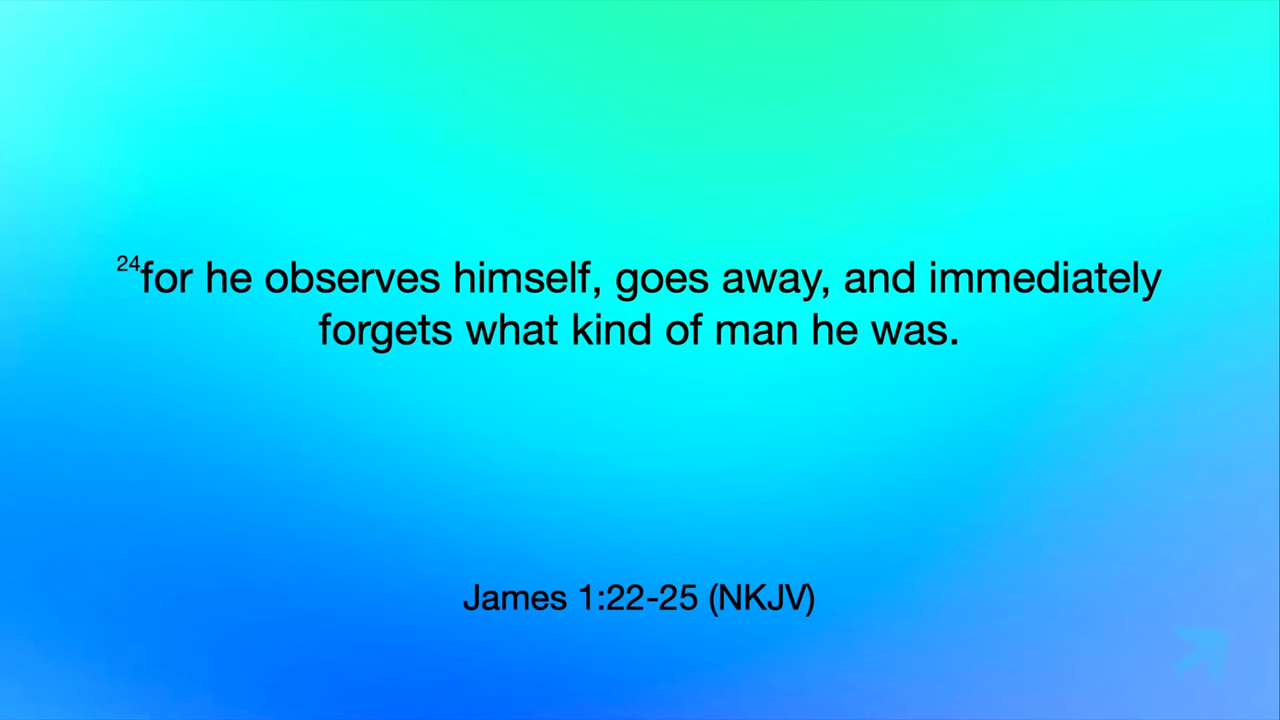 24for he observes himself, goes away, and immediately
forgets what kind of man he was.
James 1:22-25 (NKJV)